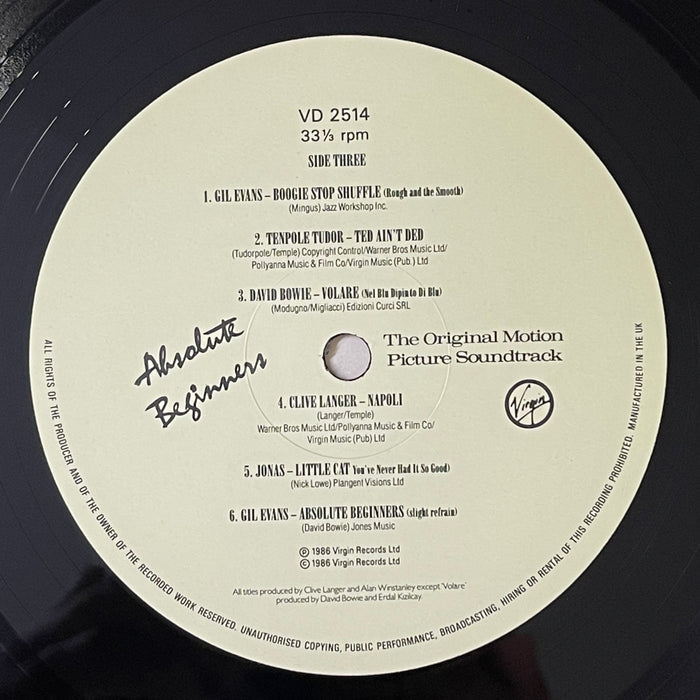 VD 2514
33⅓ rpm
SIDE THREE
1. GIL EVANS – BOOGIE STOP SHUFFLE (Rough and the Smooth)
(Mingus) Jazz Workshop Inc.
2. TENPOLE TUDOR – TED AIN'T DED
(Tudorpole/Temple) Copyright Control/Warner Bros Music Ltd/
Pollyanna Music & Film Co/Virgin Music (Pub.) Ltd
3. DAVID BOWIE – VOLARE (Nel Blu Dipinto Di Blu)
(Modugno/Migliacci) Edizioni Curci SRL
Absolute
Beginners
The Original Motion
Picture Soundtrack
Virgin
4. CLIVE LANGER – NAPOLI
(Langer/Temple)
Warner Bros Music Ltd/Pollyanna Music & Film Co/
Virgin Music (Pub) Ltd
5. JONAS – LITTLE CAT You've Never Had It So Good)
(Nick Lowe) Plangent Visions Ltd
6. GIL EVANS – ABSOLUTE BEGINNERS (slight refrain)
(David Bowie) Jones Music
℗ 1986 Virgin Records Ltd
© 1986 Virgin Records Ltd
All titles produced by Clive Langer and Alan Winstanley except 'Volare'
produced by David Bowie and Erdal Kizilcay.
ALL RIGHTS OF THE PRODUCER AND OF THE OWNER OF THE RECORDED WORK RESERVED. UNAUTHORISED COPYING, PUBLIC PERFORMANCE, BROADCASTING, HIRING OR RENTAL OF THIS RECORDING PROHIBITED. MANUFACTURED IN THE UK